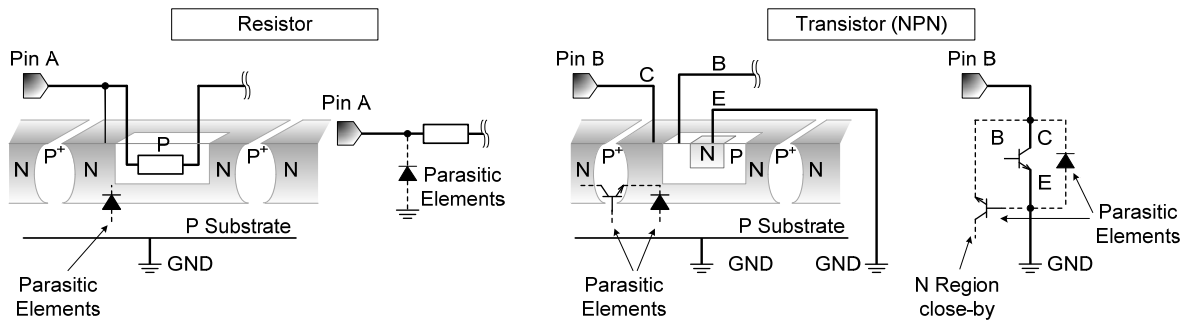 Resistor
Transistor (NPN)
Pin A
Pin A
P
N
P+
N
P+
N
N
Parasitic
Elements
P Substrate
GND
Parasitic
Elements
Pin B
C
B
E
N
P+
N
N
P
P+
N
P Substrate
GND
GND
Parasitic
Elements
Pin B
B
C
E
Parasitic
Elements
GND
N Region
close-by